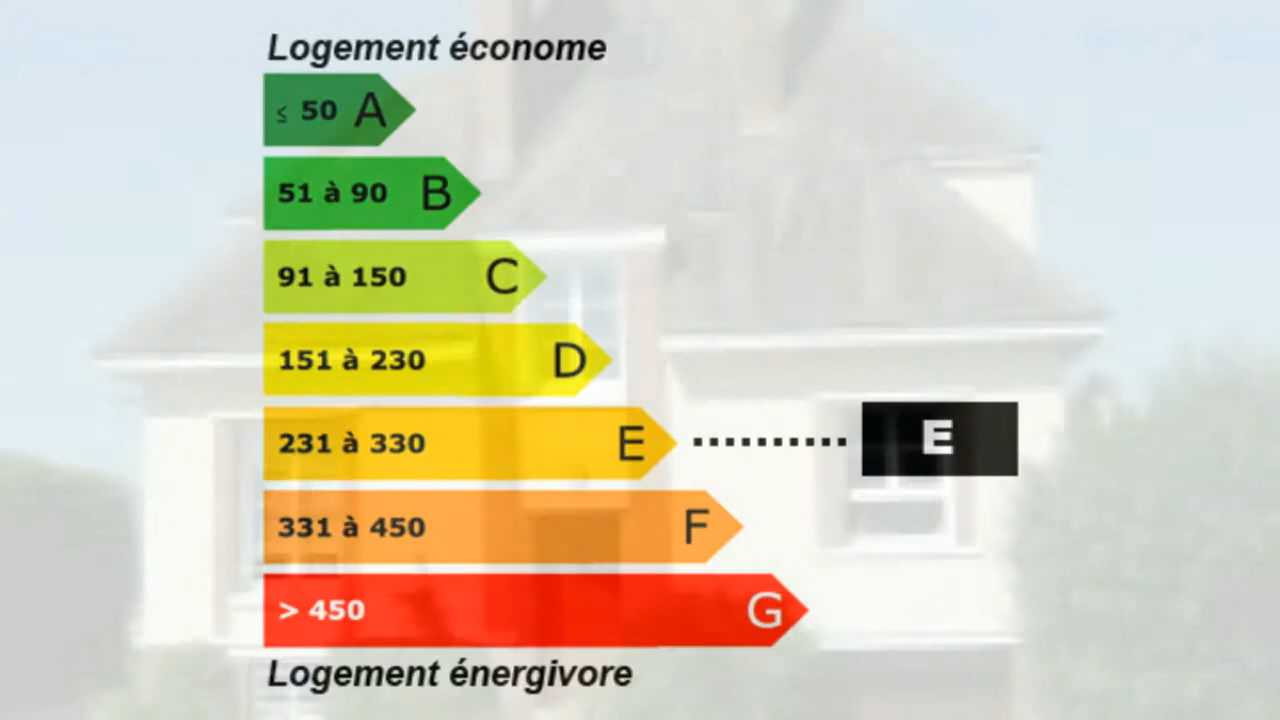 Logement économe
≤ 50 A
51 à 90 B
91 à 150 C
151 à 230 D
231 à 330 E
E
331 à 450 F
> 450 G
Logement énergivore